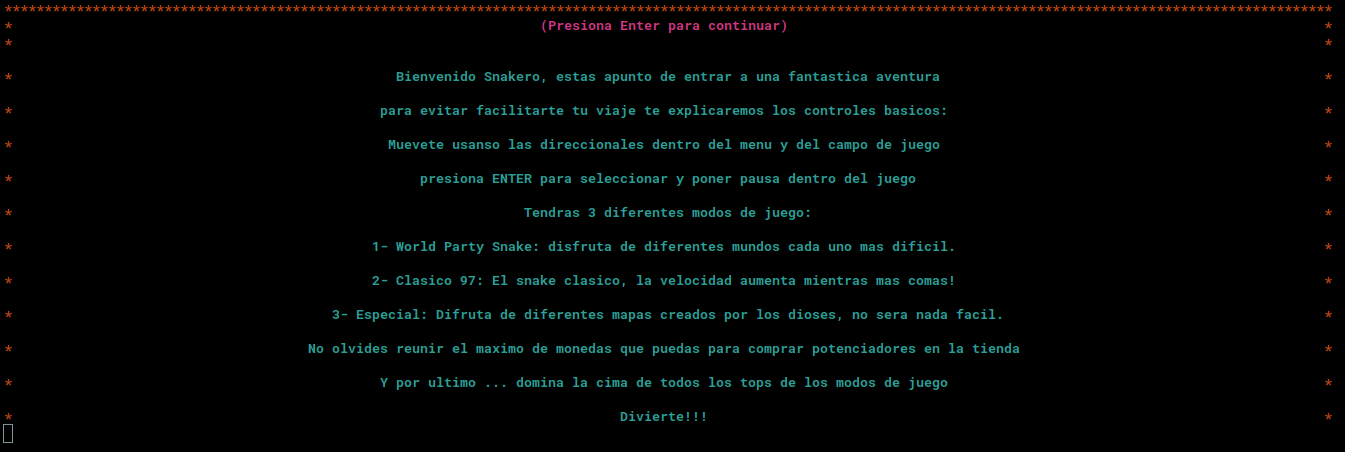 ***********************************************************************************************************************************************************************
* (Presiona Enter para continuar) *
* *
* Bienvenido Snakero, estas apunto de entrar a una fantastica aventura *
* para evitar facilitarte tu viaje te explicaremos los controles basicos: *
* Muevete usanso las direccionales dentro del menu y del campo de juego *
* presiona ENTER para seleccionar y poner pausa dentro del juego *
* Tendras 3 diferentes modos de juego: *
* 1- World Party Snake: disfruta de diferentes mundos cada uno mas dificil. *
* 2- Clasico 97: El snake clasico, la velocidad aumenta mientras mas comas! *
* 3- Especial: Difruta de diferentes mapas creados por los dioses, no sera nada facil. *
* No olvides reunir el maximo de monedas que puedas para comprar potenciadores en la tienda *
* Y por ultimo ... domina la cima de todos los tops de los modos de juego *
* Divierte!!! *